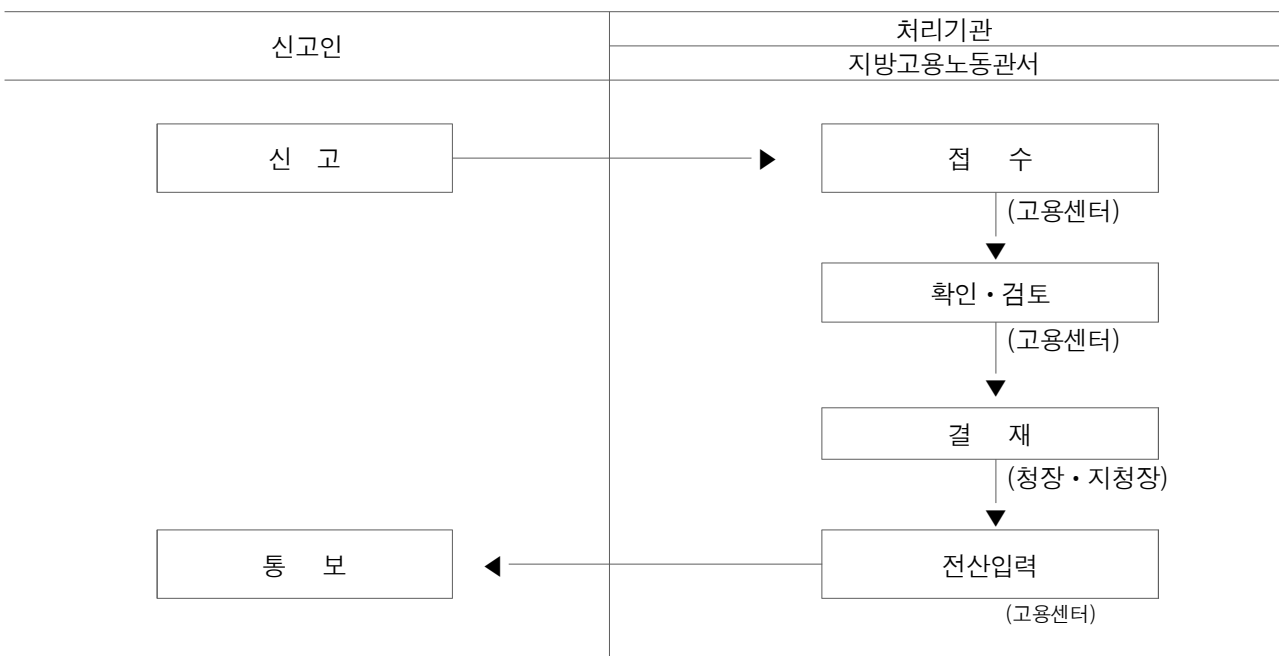 신고인
처리기관
지방고용노동관서
신 고
접 수
(고용센터)
확인·검토
(고용센터)
결 재
(청장·지청장)
통 보
전산입력
(고용센터)